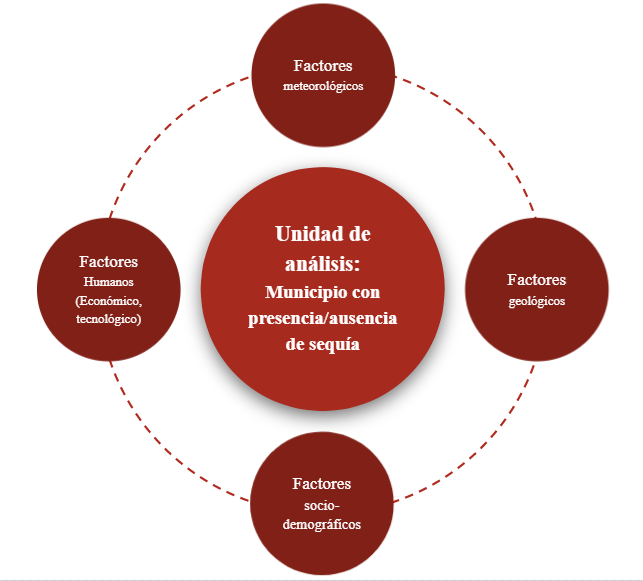 Factores
meteorológicos
Unidad de
análisis:
Municipio con
presencia/ausencia
de sequía
Factores
Humanos
(Económico,
tecnológico)
Factores
geológicos
Factores
socio-
demográficos